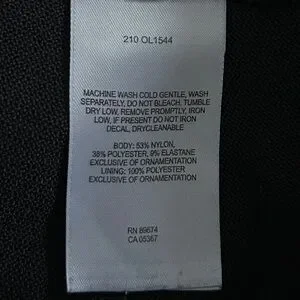 210 OL1544
MACHINE WASH COLD GENTLE, WASH
SEPARATELY, DO NOT BLEACH. TUMBLE
DRY LOW, REMOVE PROMPTLY, IRON
LOW, IF PRESENT DO NOT IRON
DECAL, DRYCLEANABLE
BODY: 53% NYLON,
38% POLYESTER, 9% ELASTANE
EXCLUSIVE OF ORNAMENTATION
LINING: 100% POLYESTER
EXCLUSIVE OF ORNAMENTATION
RN 89674
CA 05367